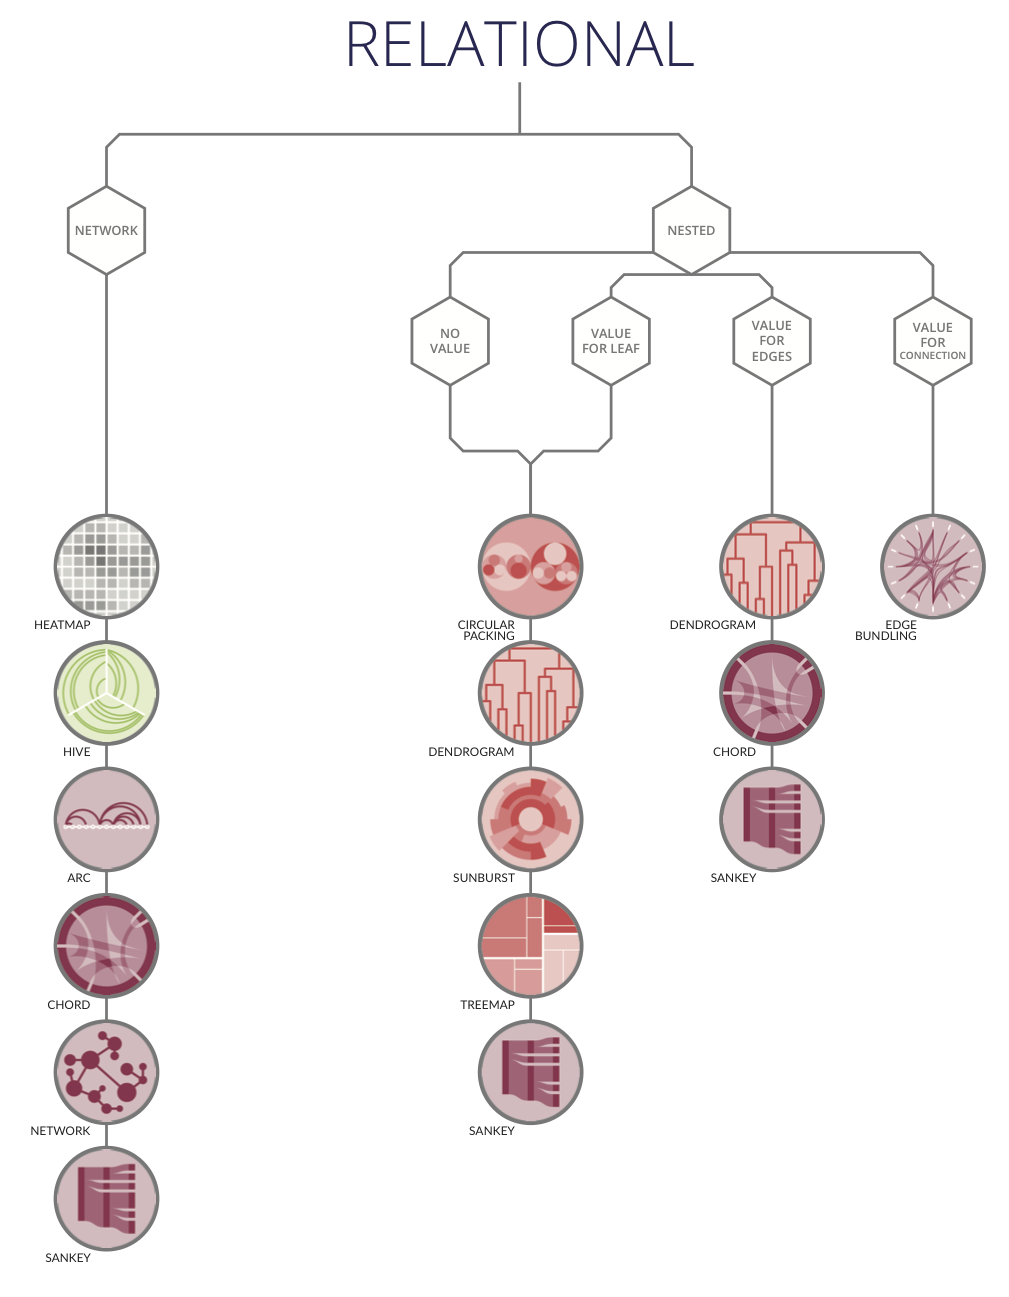 RELATIONAL
NETWORK
NESTED
NO
VALUE
VALUE
FOR LEAF
VALUE
FOR
EDGES
VALUE
FOR
CONNECTION
HEATMAP
HIVE
ARC
CHORD
NETWORK
SANKEY
CIRCULAR
PACKING
DENDROGRAM
SUNBURST
TREEMAP
SANKEY
DENDROGRAM
CHORD
SANKEY
EDGE
BUNDLING